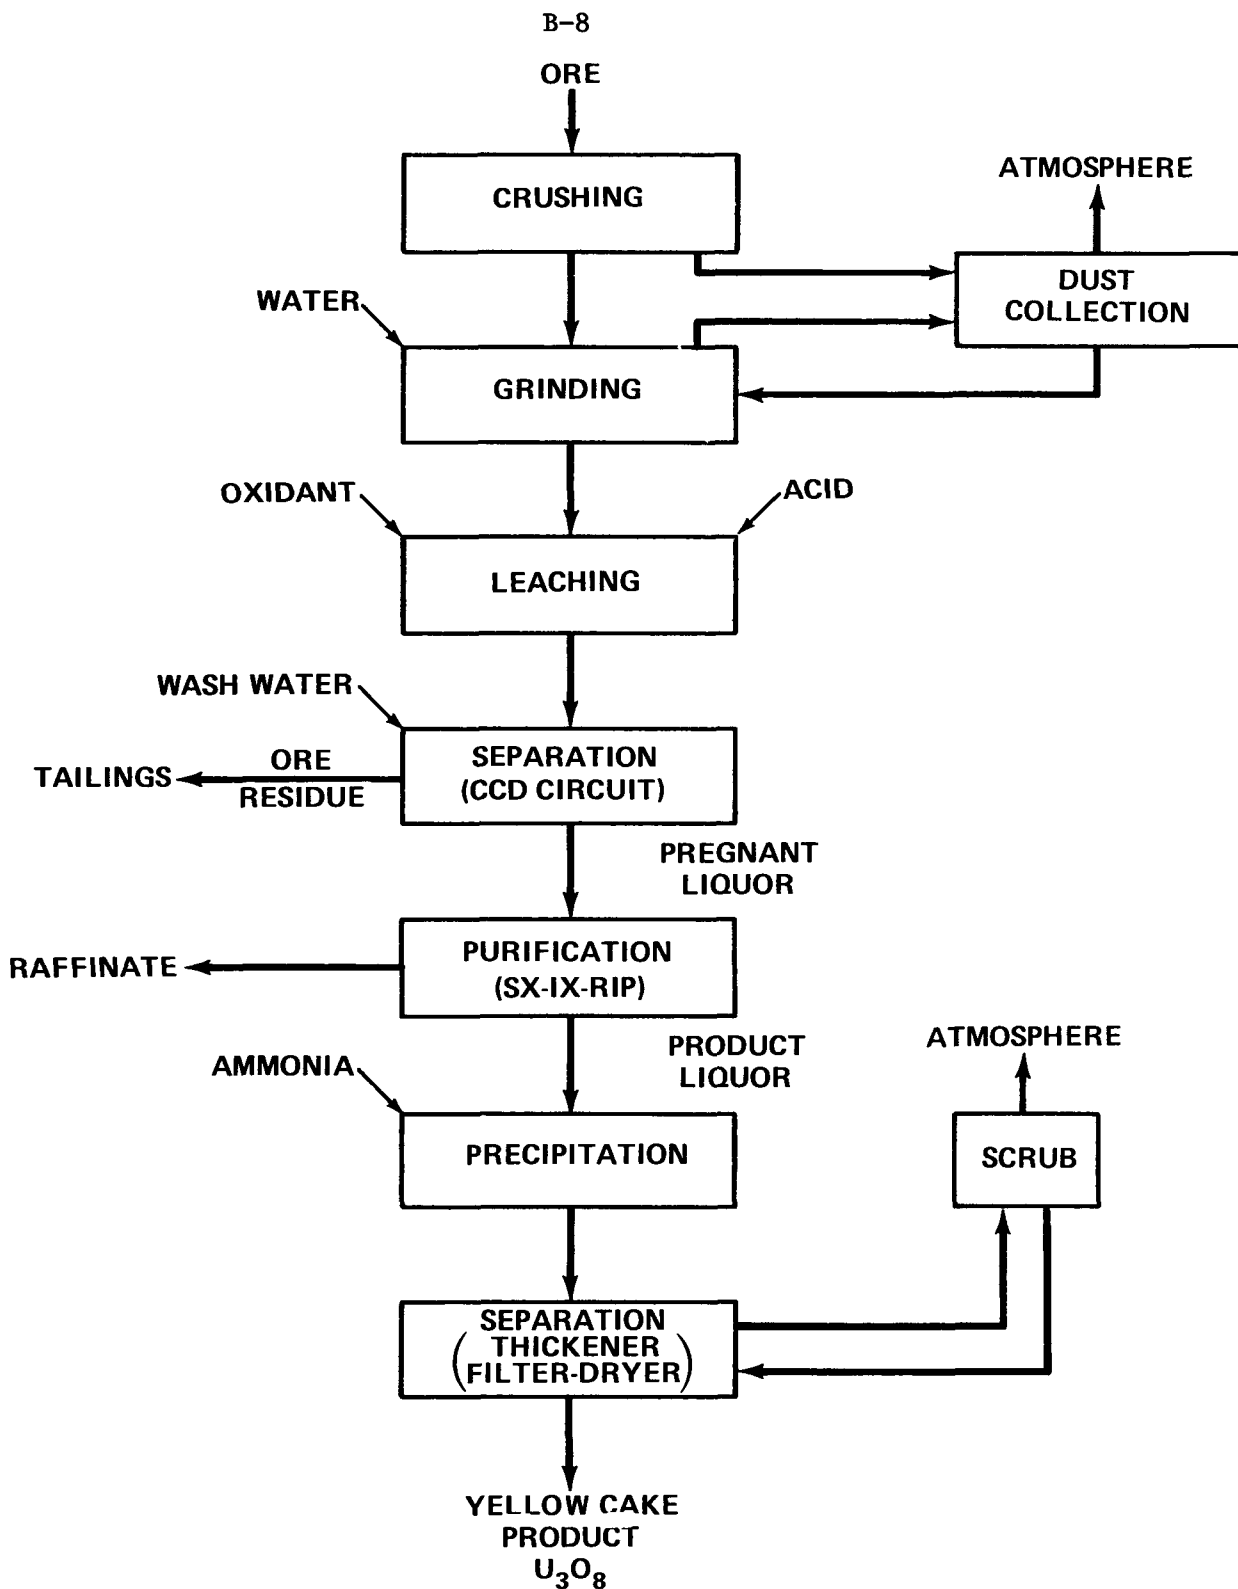 B-8
ORE
CRUSHING
ATMOSPHERE
DUST
COLLECTION
WATER
GRINDING
OXIDANT
ACID
LEACHING
WASH WATER
SEPARATION
(CCD CIRCUIT)
TAILINGS
ORE
RESIDUE
PREGNANT
LIQUOR
PURIFICATION
(SX-IX-RIP)
RAFFINATE
PRODUCT
LIQUOR
AMMONIA
PRECIPITATION
ATMOSPHERE
SCRUB
SEPARATION
(THICKENER
FILTER-DRYER)
YELLOW CAKE
PRODUCT
U₃O₈